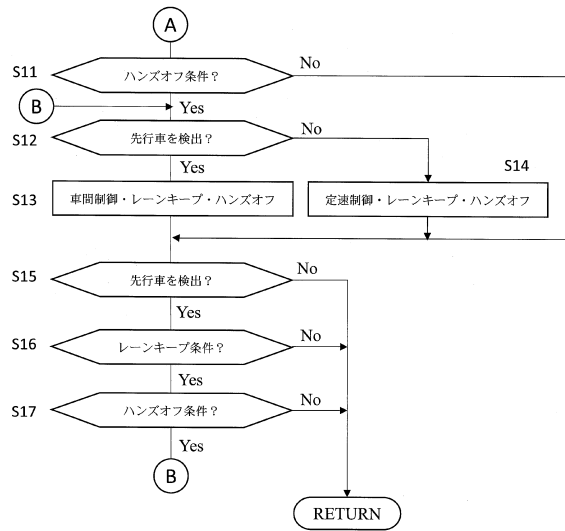 A
S11
ハンズオフ条件？
No
B
Yes
S12
先行車を検出？
No
Yes
S14
S13
車間制御・レーンキープ・ハンズオフ
定速制御・レーンキープ・ハンズオフ
S15
先行車を検出？
No
Yes
S16
レーンキープ条件？
No
Yes
S17
ハンズオフ条件？
No
Yes
B
RETURN